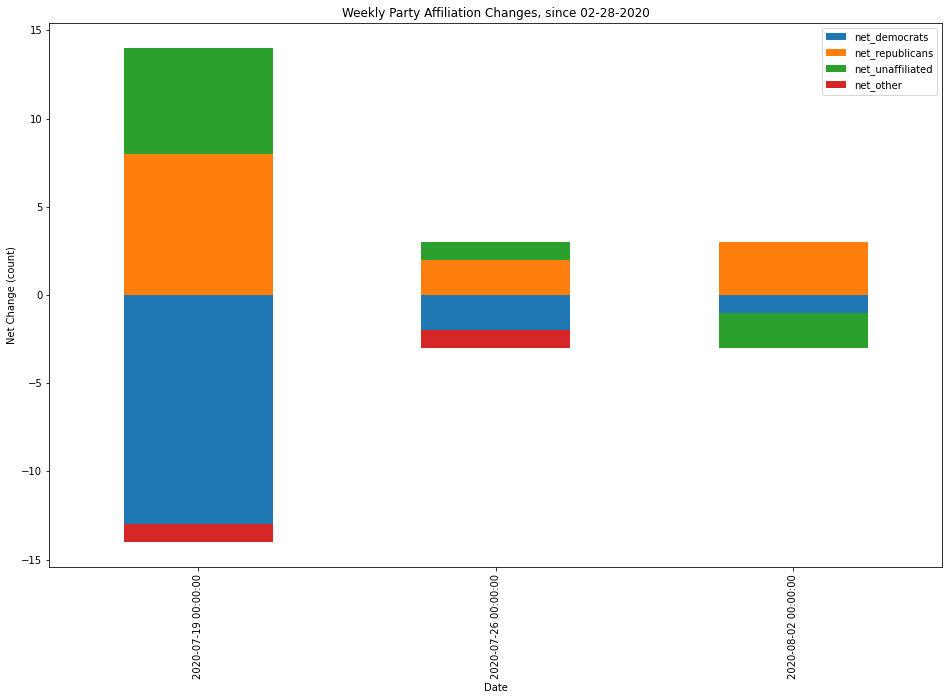 Weekly Party Affiliation Changes, since 02-28-2020
net_democrats
net_republicans
net_unaffiliated
net_other
Net Change (count)
15
10
5
0
−5
−10
−15
2020-07-19 00:00:00
2020-07-26 00:00:00
2020-08-02 00:00:00
Date